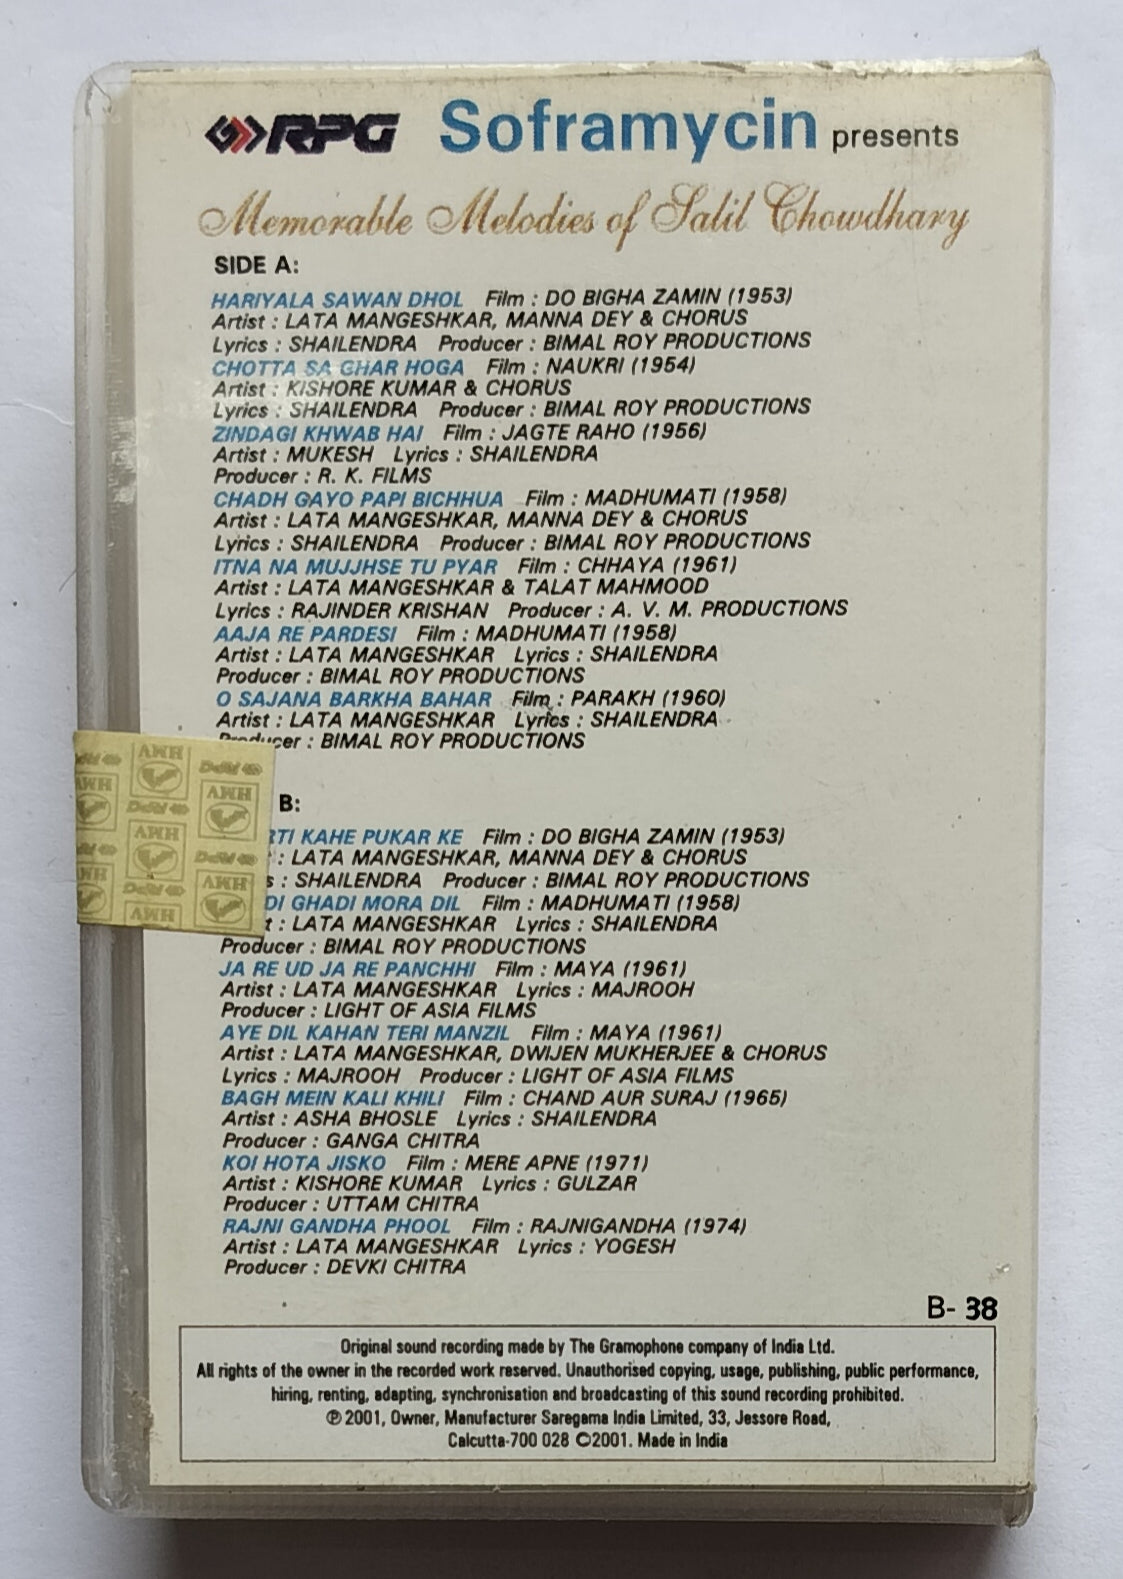 RPG Soframycin presents
Memorable Melodies of Salil Chowdhary
SIDE A:
HARIYALA SAWAN DHOL Film : DO BIGHA ZAMIN (1953)
Artist : LATA MANGESHKAR, MANNA DEY & CHORUS
Lyrics : SHAILENDRA Producer : BIMAL ROY PRODUCTIONS
CHOTTA SA GHAR HOGA Film : NAUKRI (1954)
Artist : KISHORE KUMAR & CHORUS
Lyrics : SHAILENDRA Producer : BIMAL ROY PRODUCTIONS
ZINDAGI KHWAB HAI Film : JAGTE RAHO (1956)
Artist : MUKESH Lyrics : SHAILENDRA
Producer : R. K. FILMS
CHADH GAYO PAPI BICHHUA Film : MADHUMATI (1958)
Artist : LATA MANGESHKAR, MANNA DEY & CHORUS
Lyrics : SHAILENDRA Producer : BIMAL ROY PRODUCTIONS
ITNA NA MUJJHSE TU PYAR Film : CHHAYA (1961)
Artist : LATA MANGESHKAR & TALAT MAHMOOD
Lyrics : RAJINDER KRISHAN Producer : A. V. M. PRODUCTIONS
AAJA RE PARDESI Film : MADHUMATI (1958)
Artist : LATA MANGESHKAR Lyrics : SHAILENDRA
Producer : BIMAL ROY PRODUCTIONS
O SAJANA BARKHA BAHAR Film : PARAKH (1960)
Artist : LATA MANGESHKAR Lyrics : SHAILENDRA
Producer : BIMAL ROY PRODUCTIONS
B:
RTI KAHE PUKAR KE Film : DO BIGHA ZAMIN (1953)
: LATA MANGESHKAR, MANNA DEY & CHORUS
s : SHAILENDRA Producer : BIMAL ROY PRODUCTIONS
DI GHADI MORA DIL Film : MADHUMATI (1958)
t : LATA MANGESHKAR Lyrics : SHAILENDRA
Producer : BIMAL ROY PRODUCTIONS
JA RE UD JA RE PANCHHI Film : MAYA (1961)
Artist : LATA MANGESHKAR Lyrics : MAJROOH
Producer : LIGHT OF ASIA FILMS
AYE DIL KAHAN TERI MANZIL Film : MAYA (1961)
Artist : LATA MANGESHKAR, DWIJEN MUKHERJEE & CHORUS
Lyrics : MAJROOH Producer : LIGHT OF ASIA FILMS
BAGH MEIN KALI KHILI Film : CHAND AUR SURAJ (1965)
Artist : ASHA BHOSLE Lyrics : SHAILENDRA
Producer : GANGA CHITRA
KOI HOTA JISKO Film : MERE APNE (1971)
Artist : KISHORE KUMAR Lyrics : GULZAR
Producer : UTTAM CHITRA
RAJNI GANDHA PHOOL Film : RAJNIGANDHA (1974)
Artist : LATA MANGESHKAR Lyrics : YOGESH
Producer : DEVKI CHITRA
B- 38
Original sound recording made by The Gramophone company of India Ltd.
All rights of the owner in the recorded work reserved. Unauthorised copying, usage, publishing, public performance,
hiring, renting, adapting, synchronisation and broadcasting of this sound recording prohibited.
℗ 2001, Owner, Manufacturer Saregama India Limited, 33, Jessore Road,
Calcutta-700 028 ©2001. Made in India